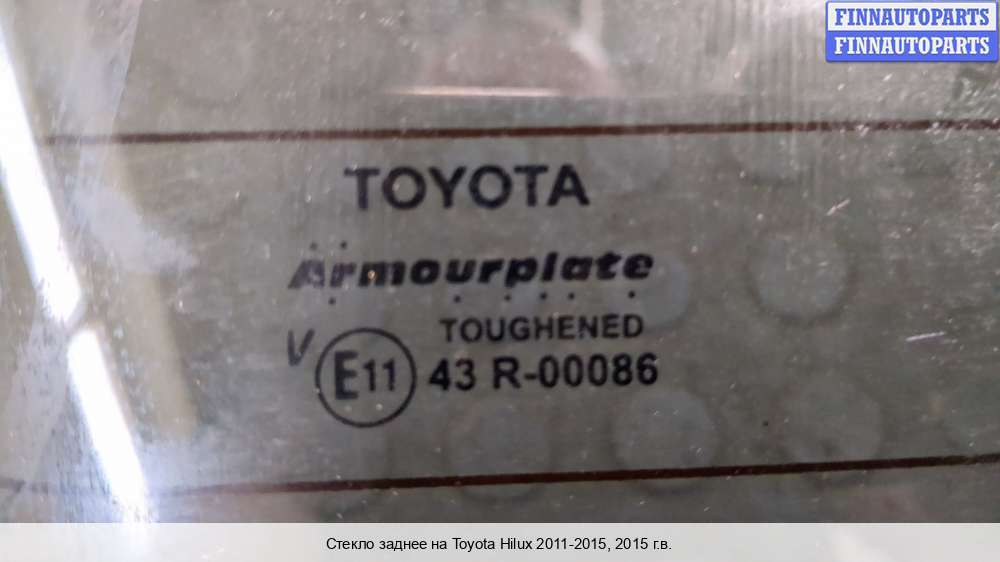 FINNAUTOPARTS
FINNAUTOPARTS
TOYOTA
Armourplate
TOUGHENED
V
E11 43 R-00086
Стекло заднее на Toyota Hilux 2011-2015, 2015 г.в.